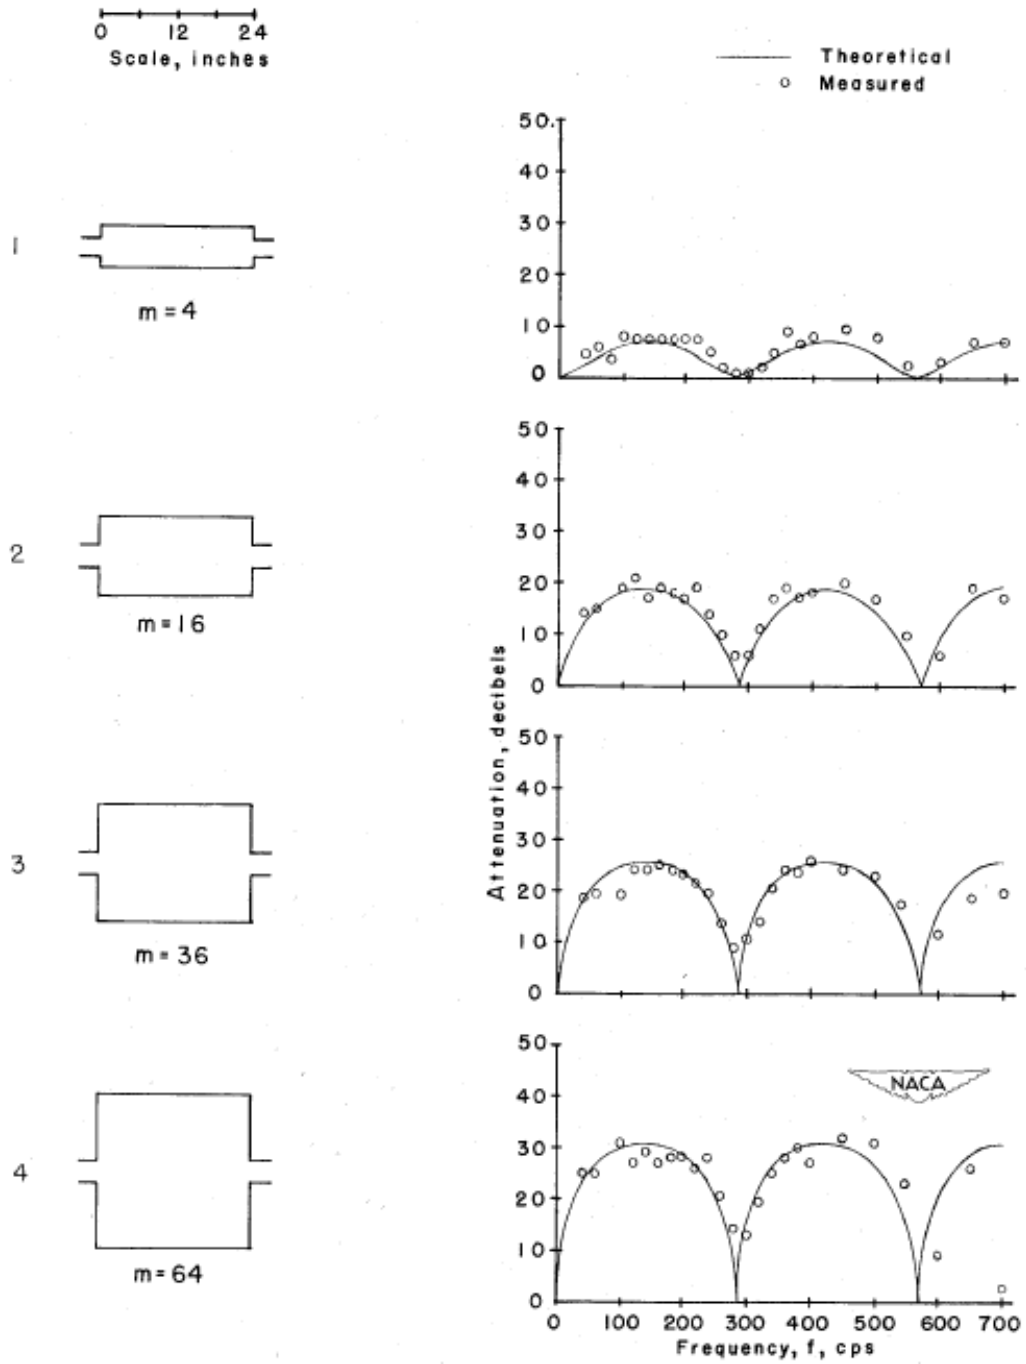 0 12 24
Scale, inches
Theoretical
Measured
1
m = 4
50
40
30
20
10
0
2
m = 16
50
40
30
20
10
0
3
m = 36
50
40
30
20
10
0
4
m = 64
50
40
30
20
10
0
NACA
Attenuation, decibels
0 100 200 300 400 500 600 700
Frequency, f, cps